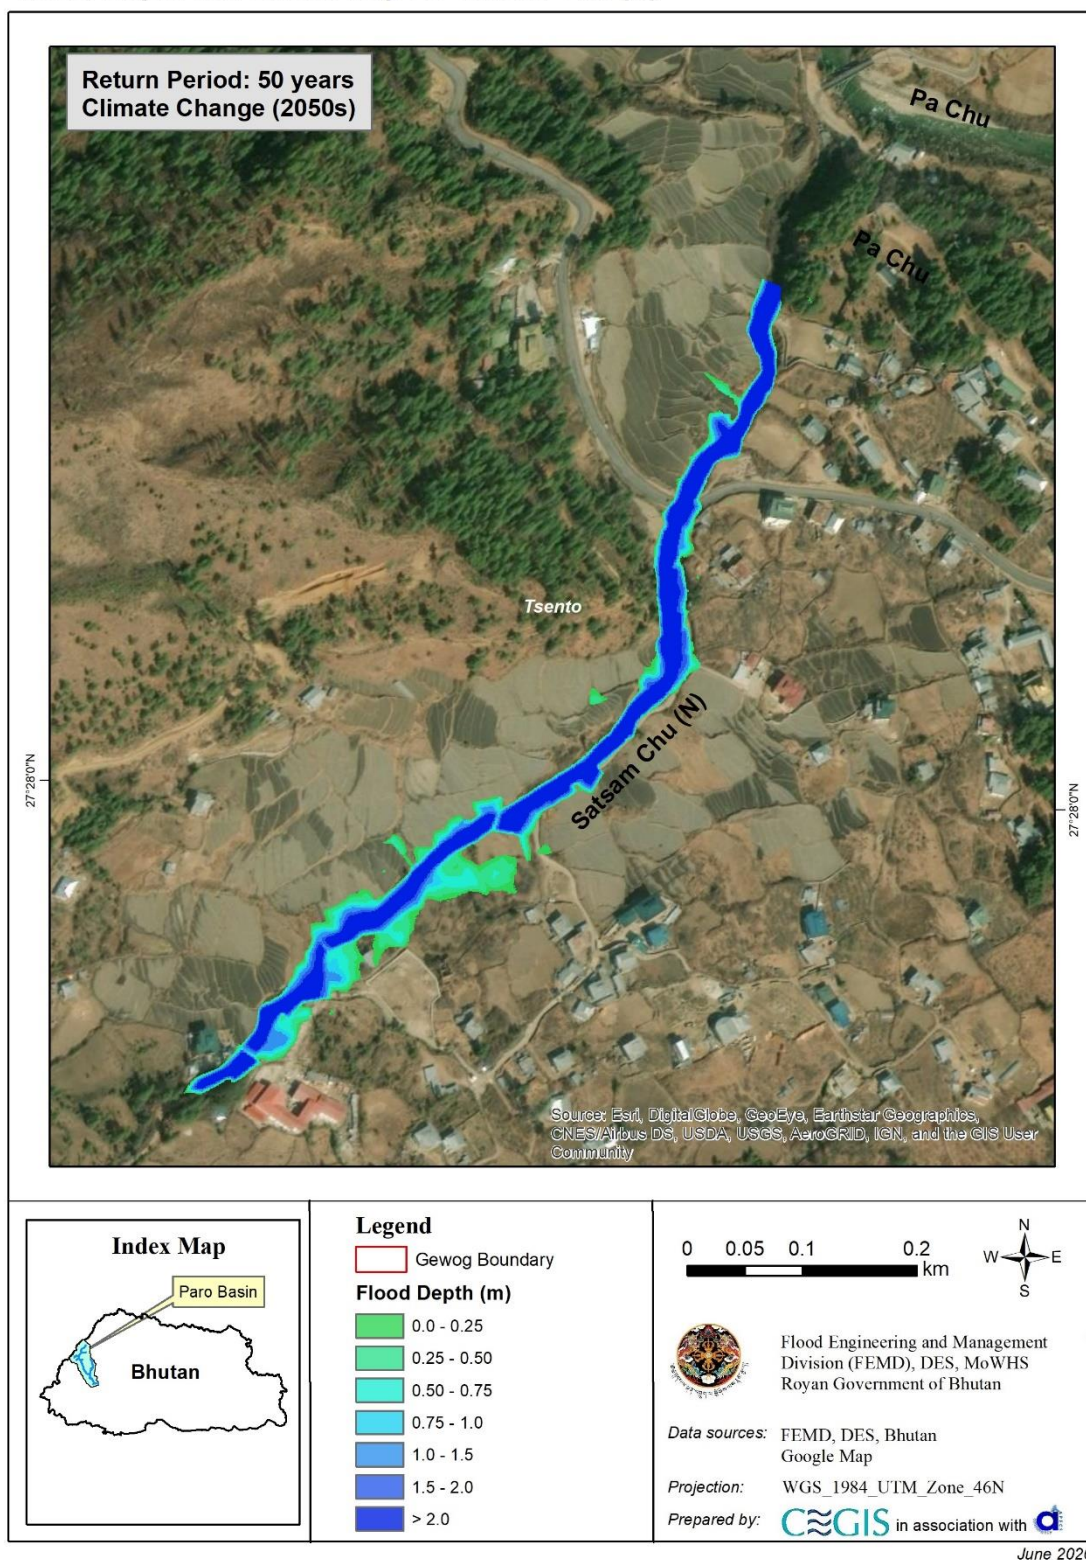 Return Period: 50 years
Climate Change (2050s)
Pa Chu
Pa Chu
Tsento
Satsam Chu (N)
27°28'0"N
27°28'0"N
Source: Esri, DigitalGlobe, GeoEye, Earthstar Geographics,
CNES/Airbus DS, USDA, USGS, AeroGRID, IGN, and the GIS User
Community
Index Map
Paro Basin
Bhutan
Legend
Gewog Boundary
Flood Depth (m)
0.0 - 0.25
0.25 - 0.50
0.50 - 0.75
0.75 - 1.0
1.0 - 1.5
1.5 - 2.0
> 2.0
0 0.05 0.1 0.2
km
N
W E
S
Flood Engineering and Management
Division (FEMD), DES, MoWHS
Royan Government of Bhutan
Data sources: FEMD, DES, Bhutan
Google Map
Projection: WGS_1984_UTM_Zone_46N
Prepared by: CEGIS in association with
June